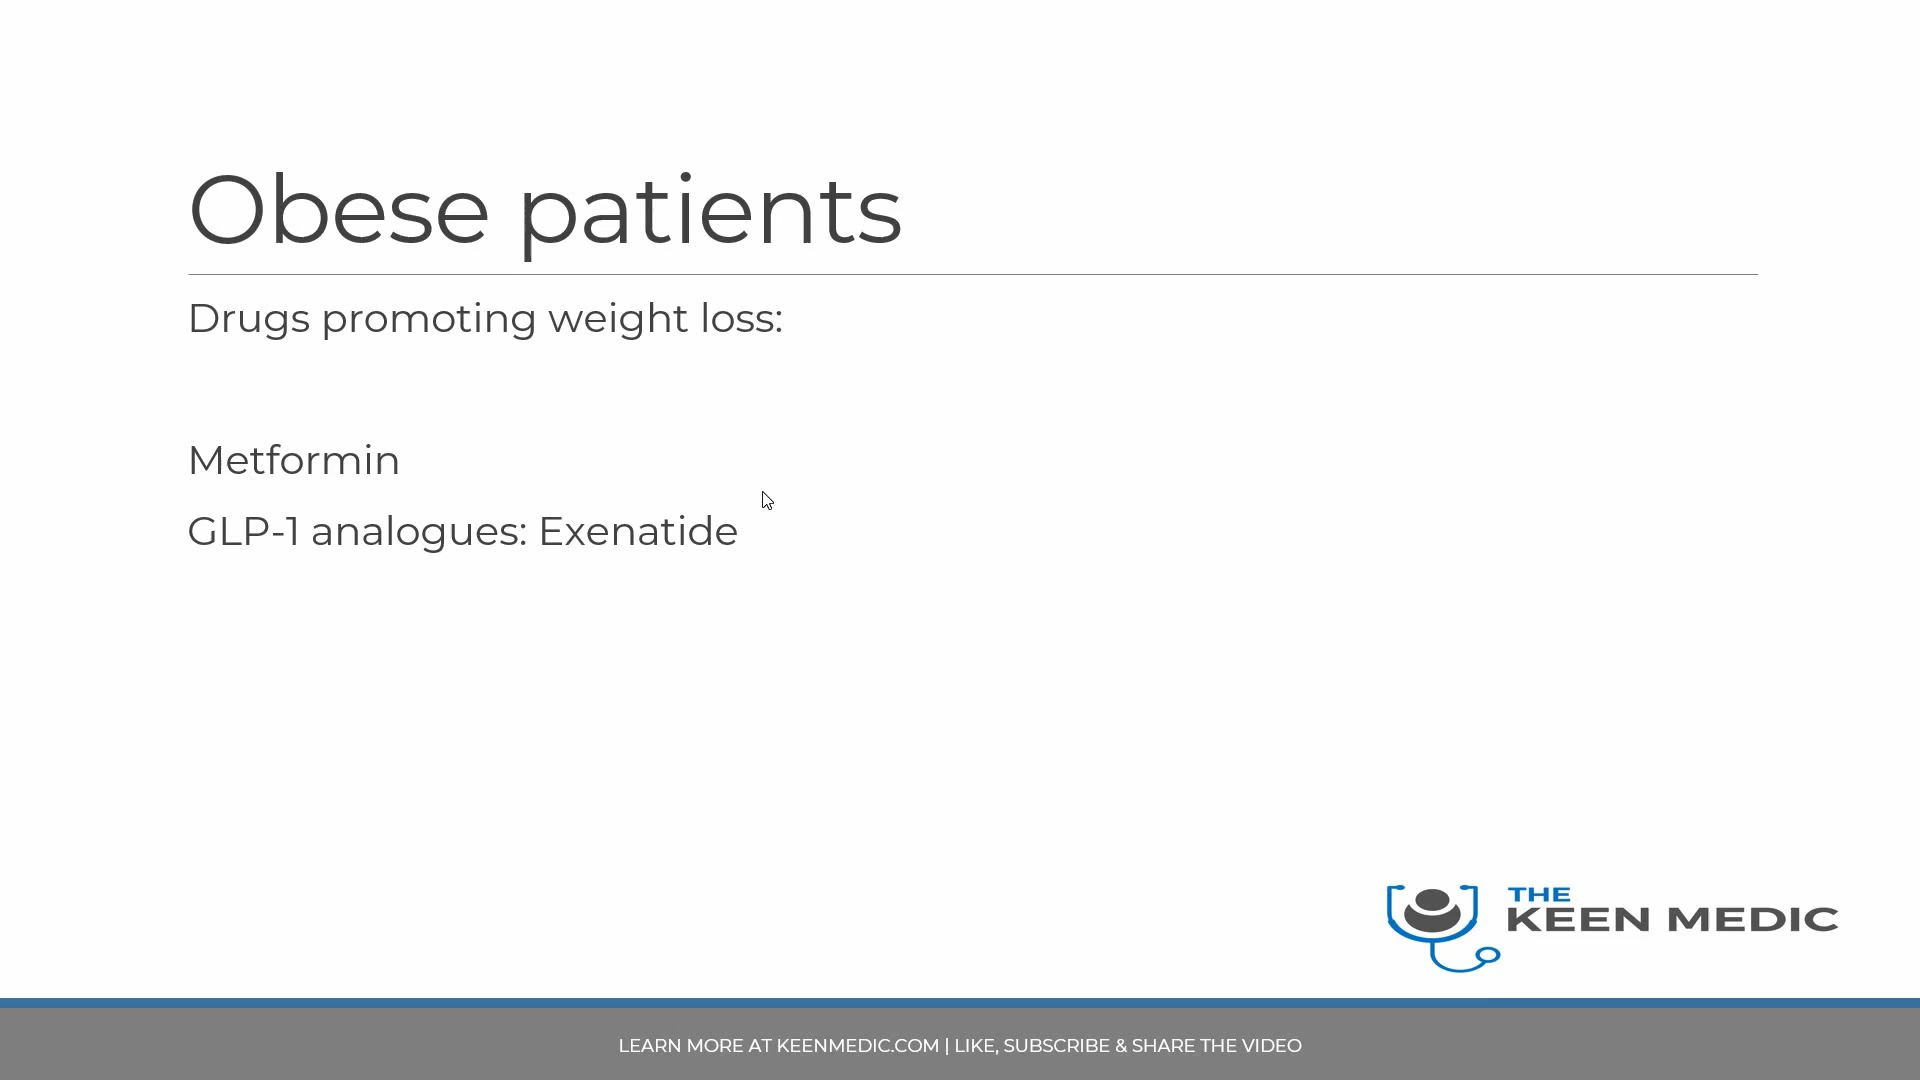 Obese patients
Drugs promoting weight loss:
Metformin
GLP-1 analogues: Exenatide
THE
KEEN MEDIC
LEARN MORE AT KEENMEDIC.COM | LIKE, SUBSCRIBE & SHARE THE VIDEO